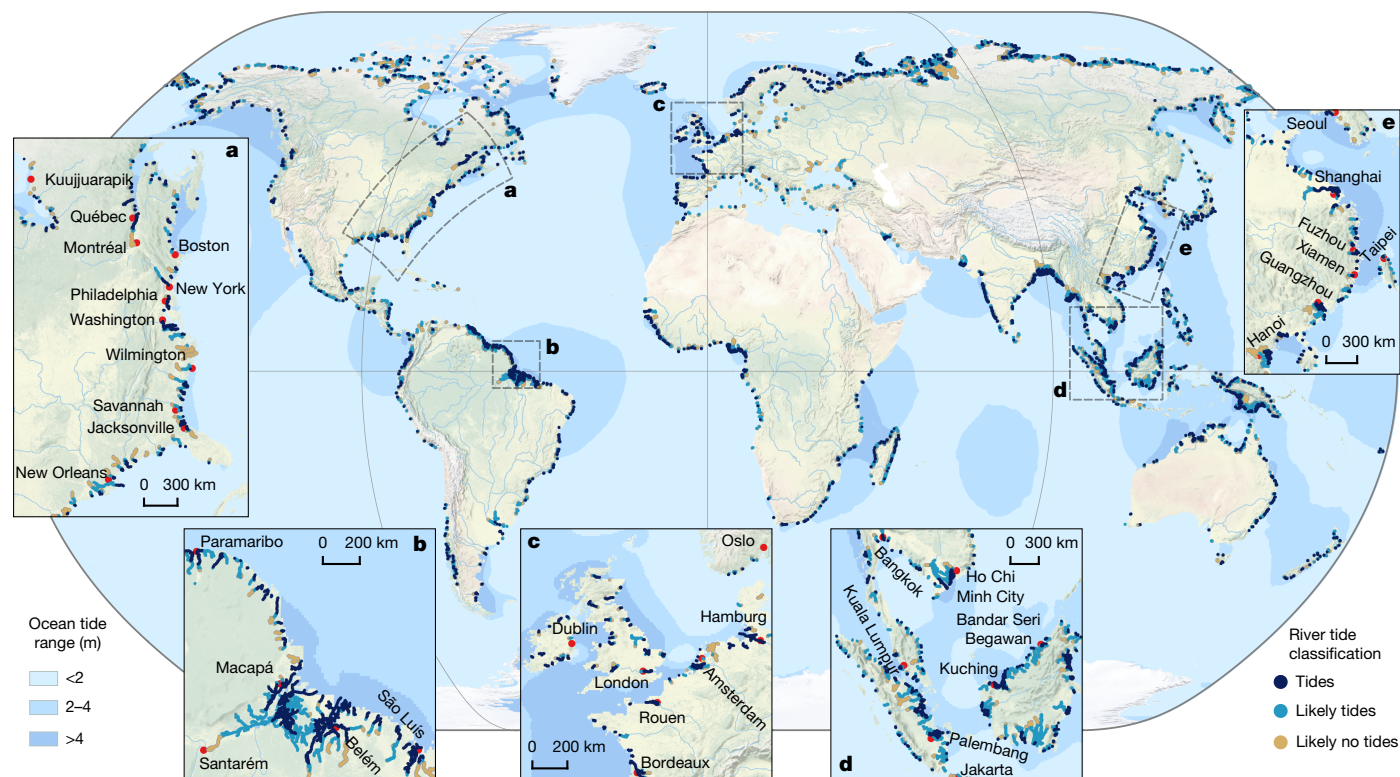 c
a
b
e
d
a
Kuujjuarapik
Québec
Montréal
Boston
New York
Philadelphia
Washington
Wilmington
Savannah
Jacksonville
New Orleans
0 300 km
e
Seoul
Shanghai
Fuzhou
Xiamen
Taipei
Guangzhou
Hanoi
0 300 km
Paramaribo
0 200 km
b
Macapá
São Luís
Belém
Santarém
c
Oslo
Dublin
Hamburg
London
Amsterdam
Rouen
0 200 km
Bordeaux
0 300 km
Bangkok
Ho Chi
Minh City
Kuala Lumpur
Bandar Seri
Begawan
Kuching
Palembang
Jakarta
d
Ocean tide
range (m)
<2
2–4
>4
River tide
classification
Tides
Likely tides
Likely no tides